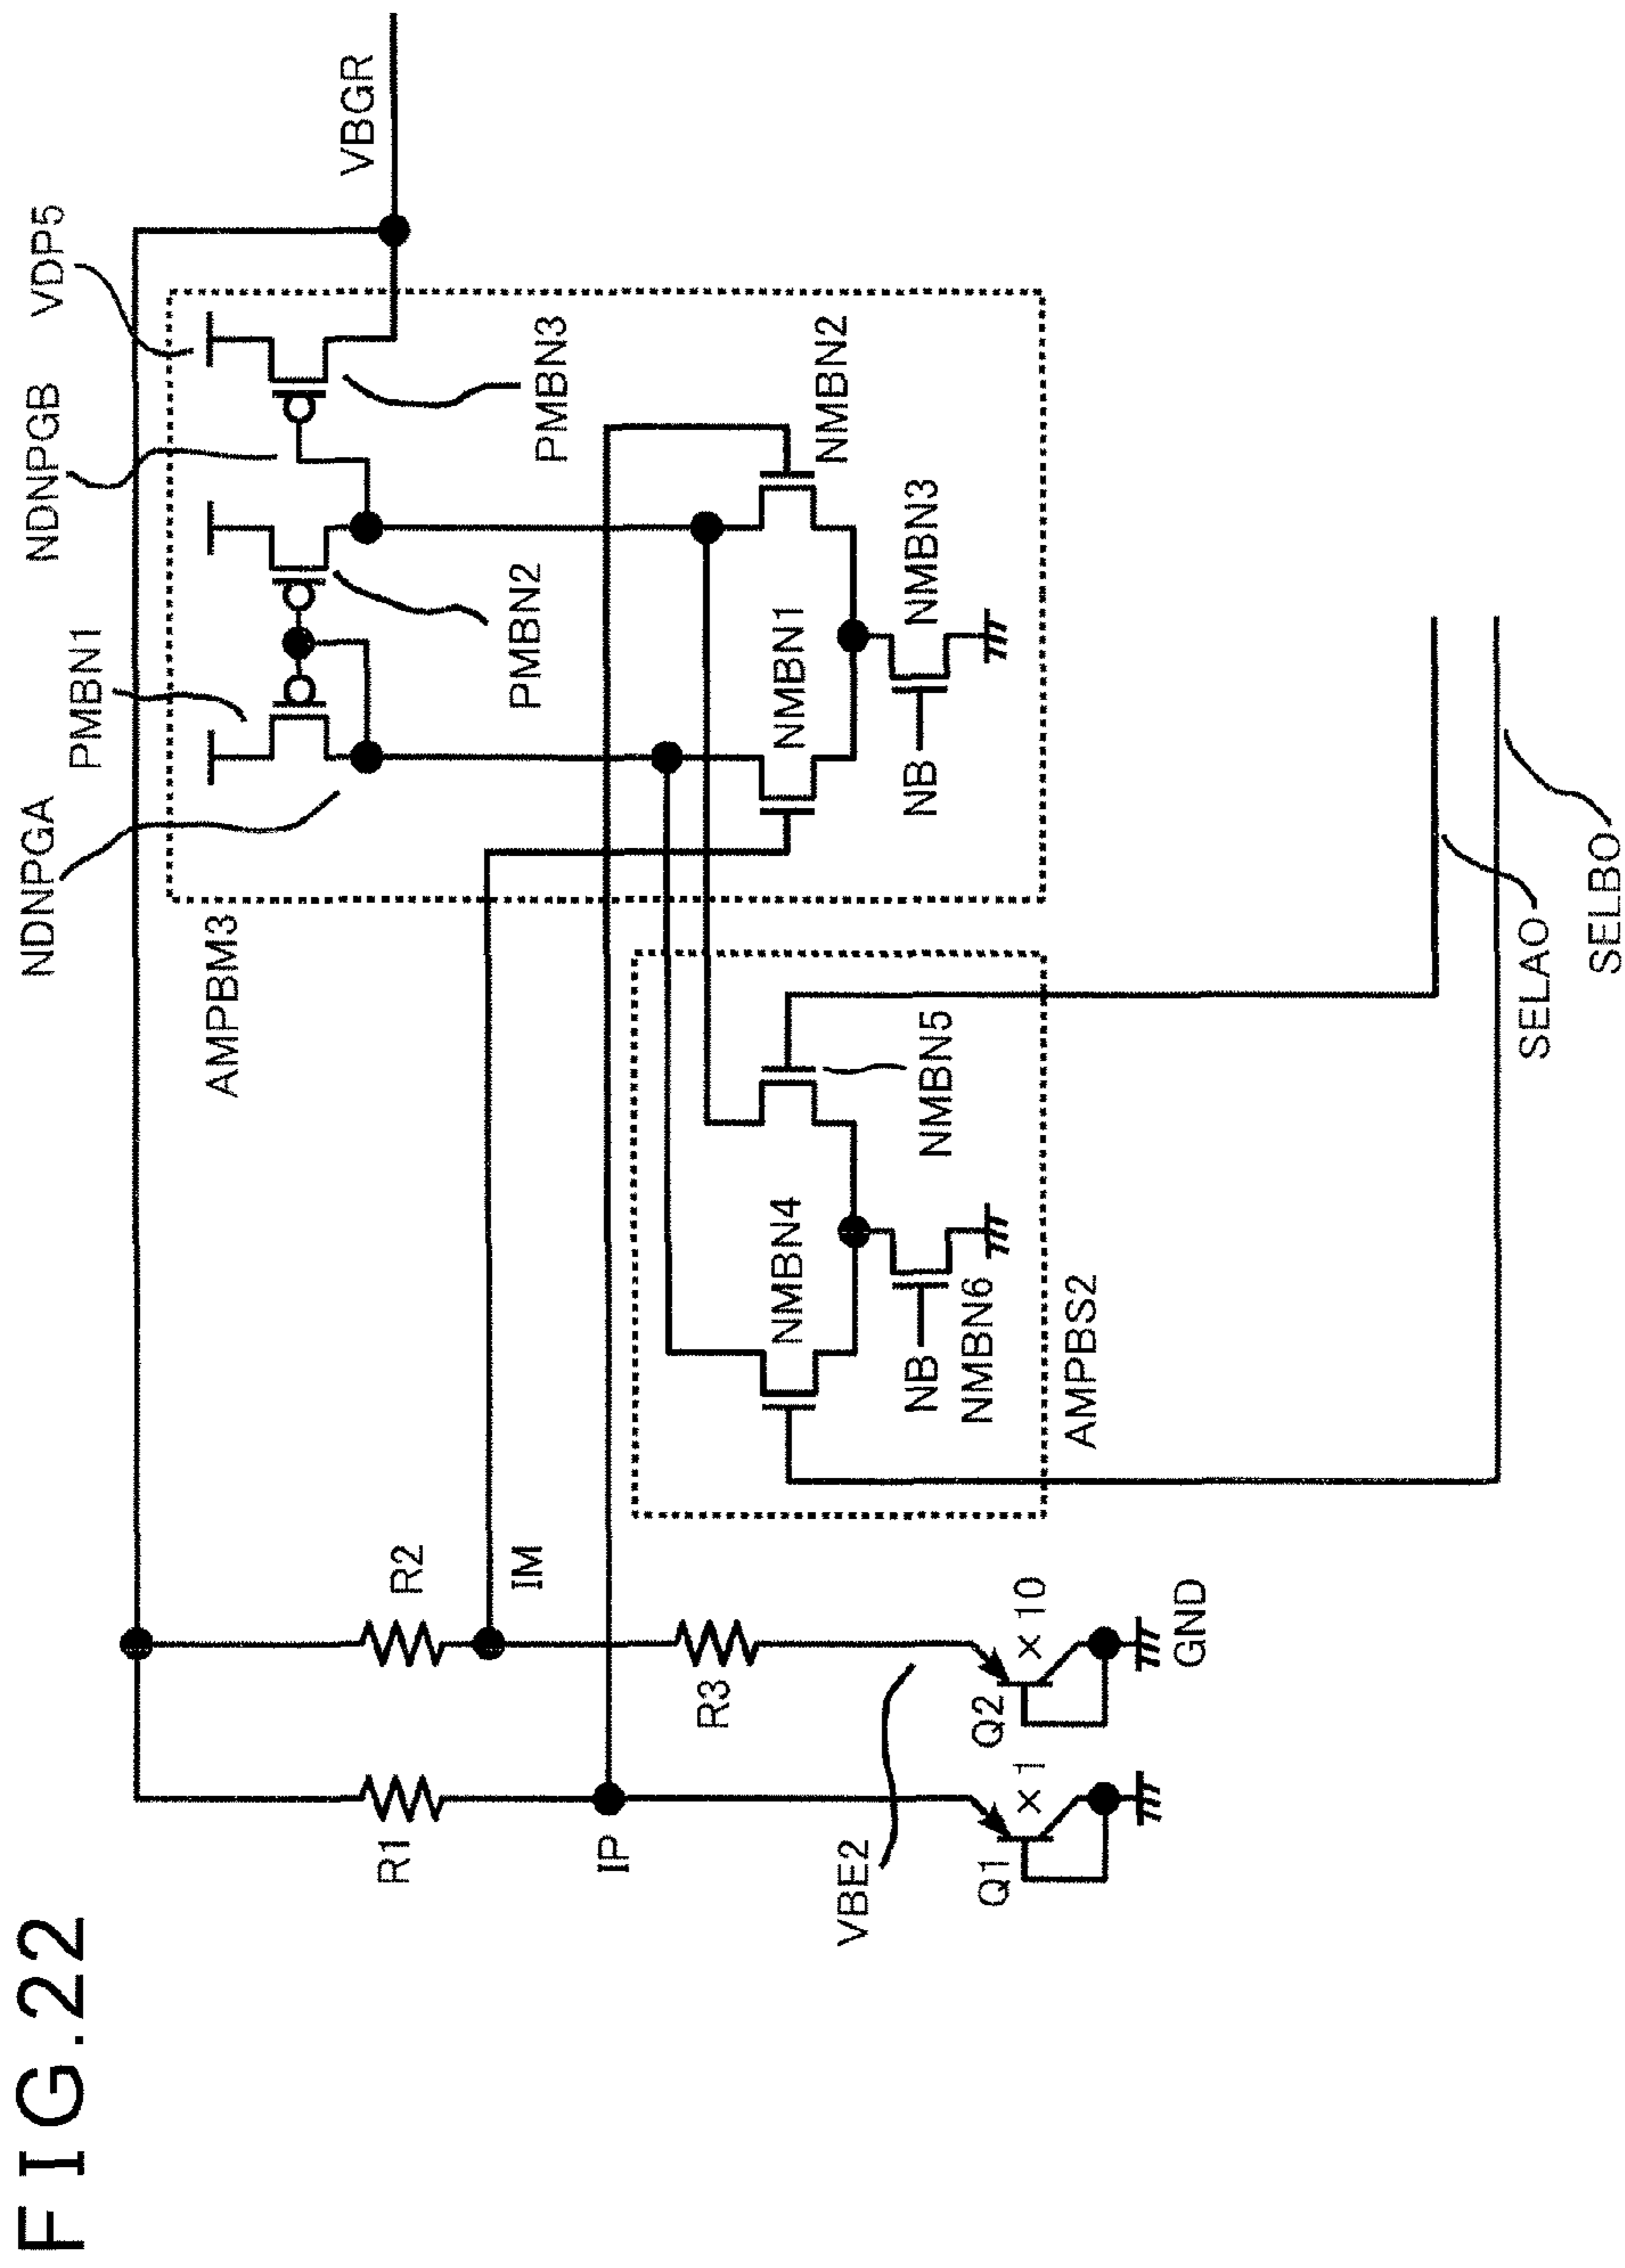 FIG.22
VDP5
NDNPGB
PMBN1
NDNPGA
VBGR
AMPBM3
PMBN3
PMBN2
NMBN2
NMBN1
NMBN3
NB
R1
R2
IM
IP
R3
VBE2
Q1
×1
Q2
×10
GND
NMBN4
NMBN5
NB
NMBN6
AMPBS2
SELAO
SELBO